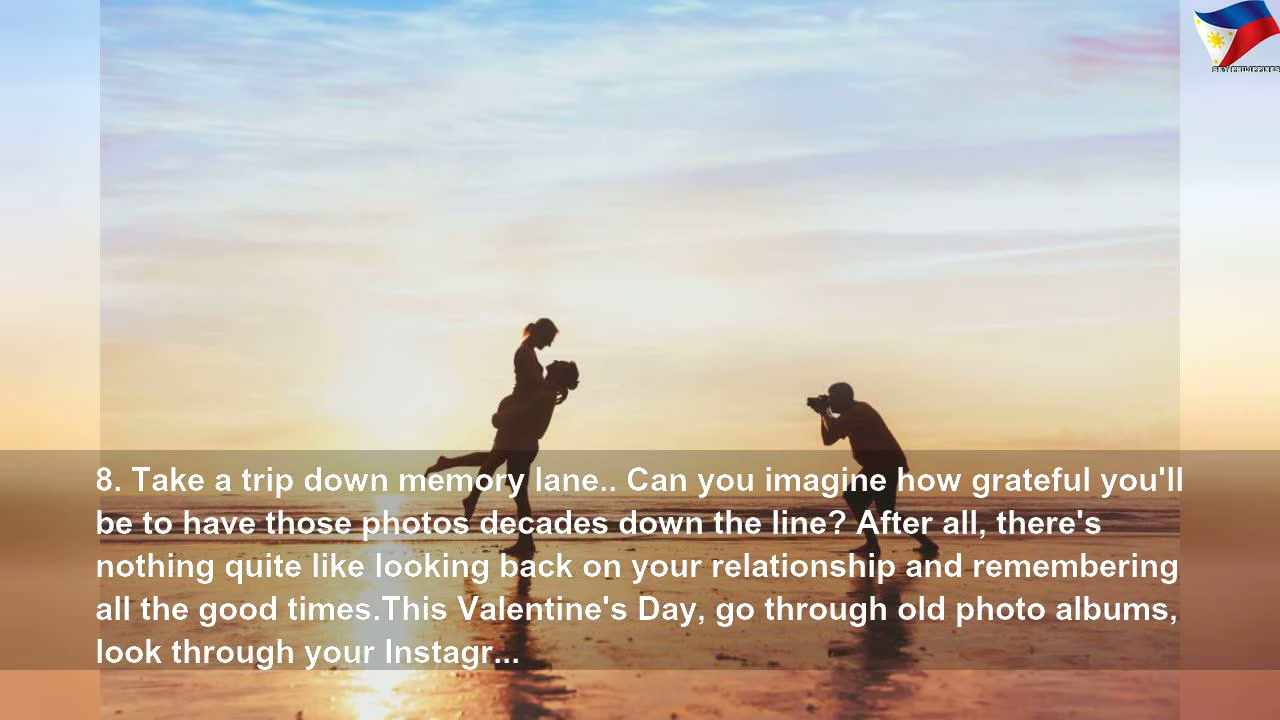 SKYPHILIPPINES
8. Take a trip down memory lane.. Can you imagine how grateful you'll
be to have those photos decades down the line? After all, there's
nothing quite like looking back on your relationship and remembering
all the good times.This Valentine's Day, go through old photo albums,
look through your Instagr...